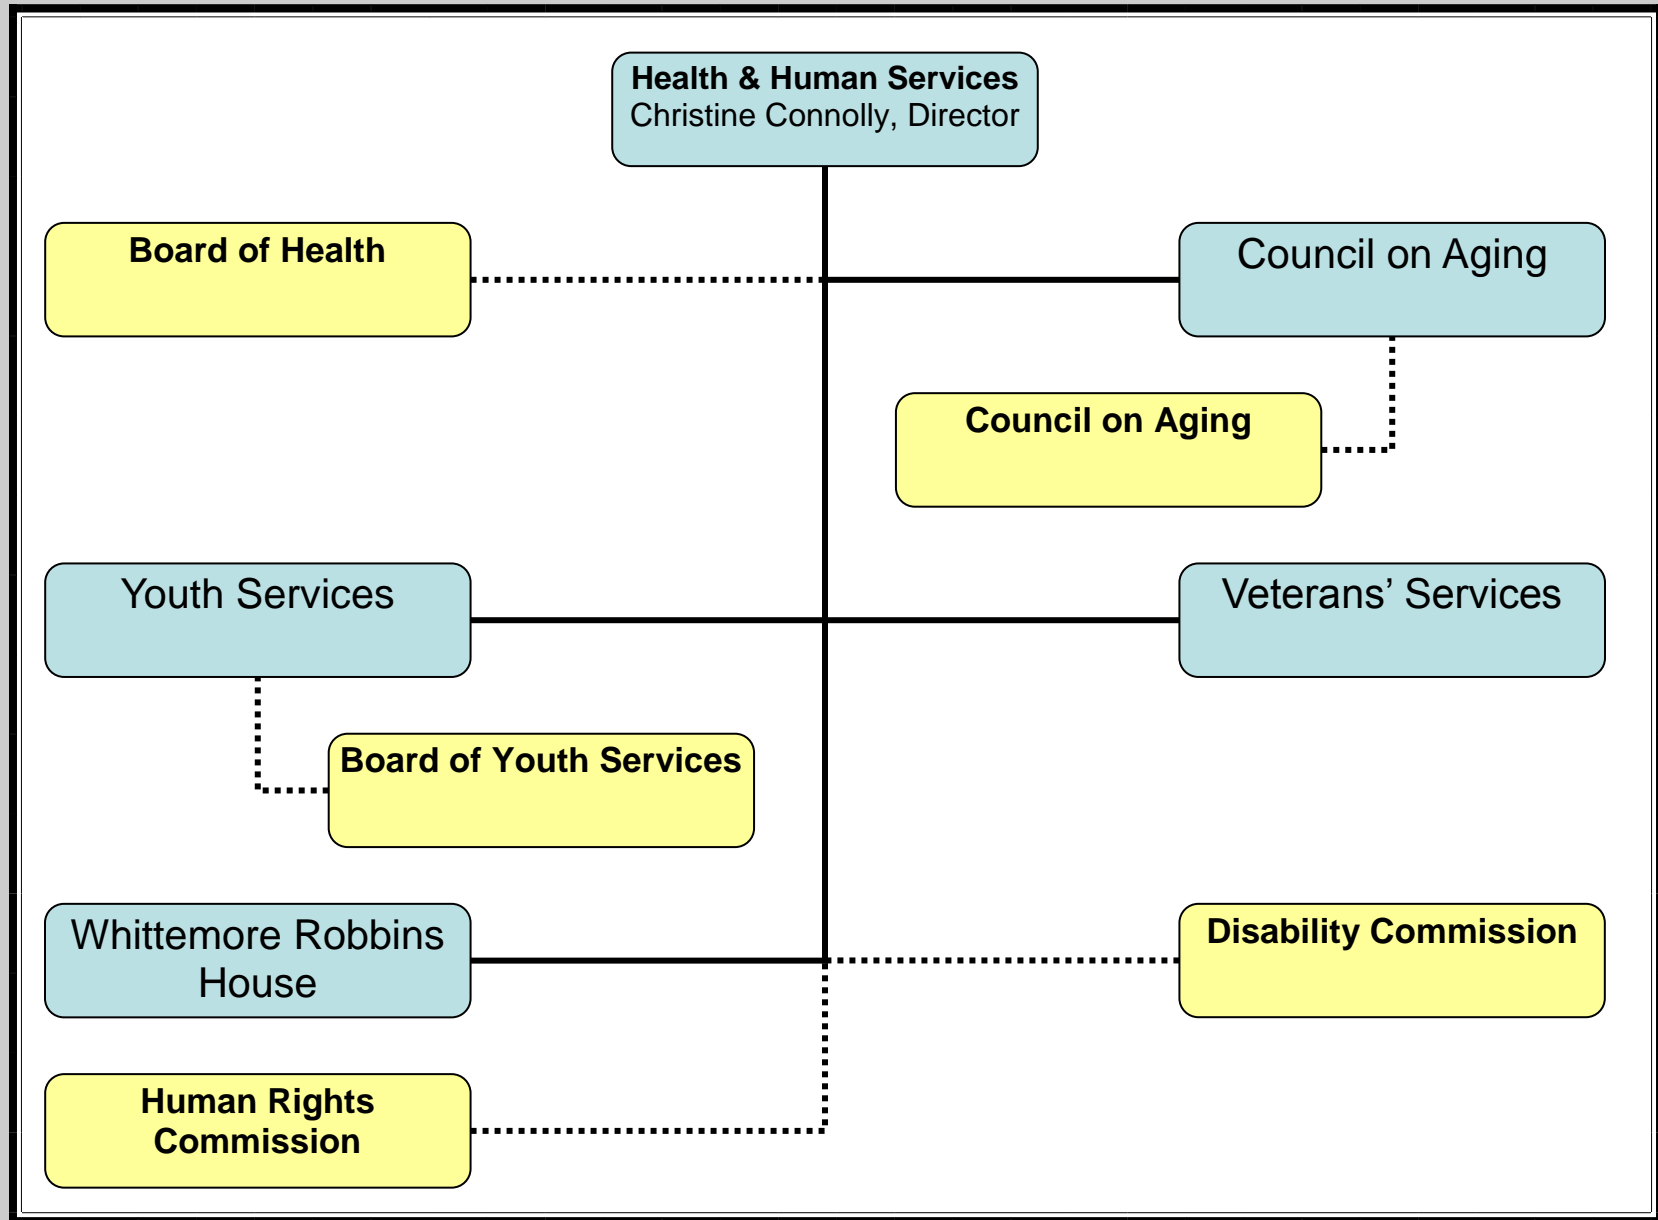 Health & Human Services
Christine Connolly, Director
Board of Health
Council on Aging
Council on Aging
Youth Services
Veterans’ Services
Board of Youth Services
Whittemore Robbins
House
Disability Commission
Human Rights
Commission